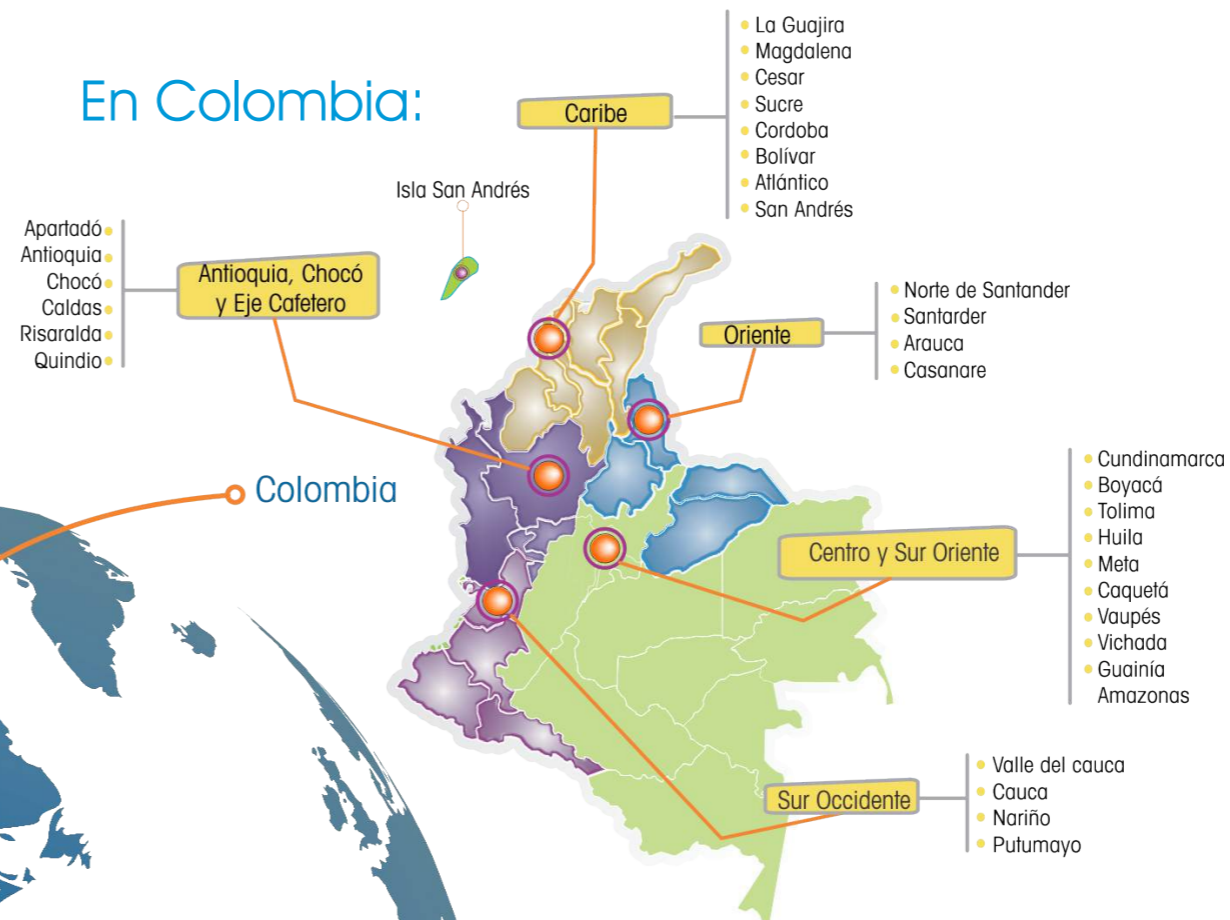 En Colombia:
Caribe
La Guajira
Magdalena
Cesar
Sucre
Cordoba
Bolívar
Atlántico
San Andrés
Isla San Andrés
Apartadó
Antioquia
Chocó
Caldas
Risaralda
Quindio
Antioquia, Chocó
y Eje Cafetero
Oriente
Norte de Santander
Santarder
Arauca
Casanare
Colombia
Centro y Sur Oriente
Cundinamarca
Boyacá
Tolima
Huila
Meta
Caquetá
Vaupés
Vichada
Guainía
Amazonas
Sur Occidente
Valle del cauca
Cauca
Nariño
Putumayo